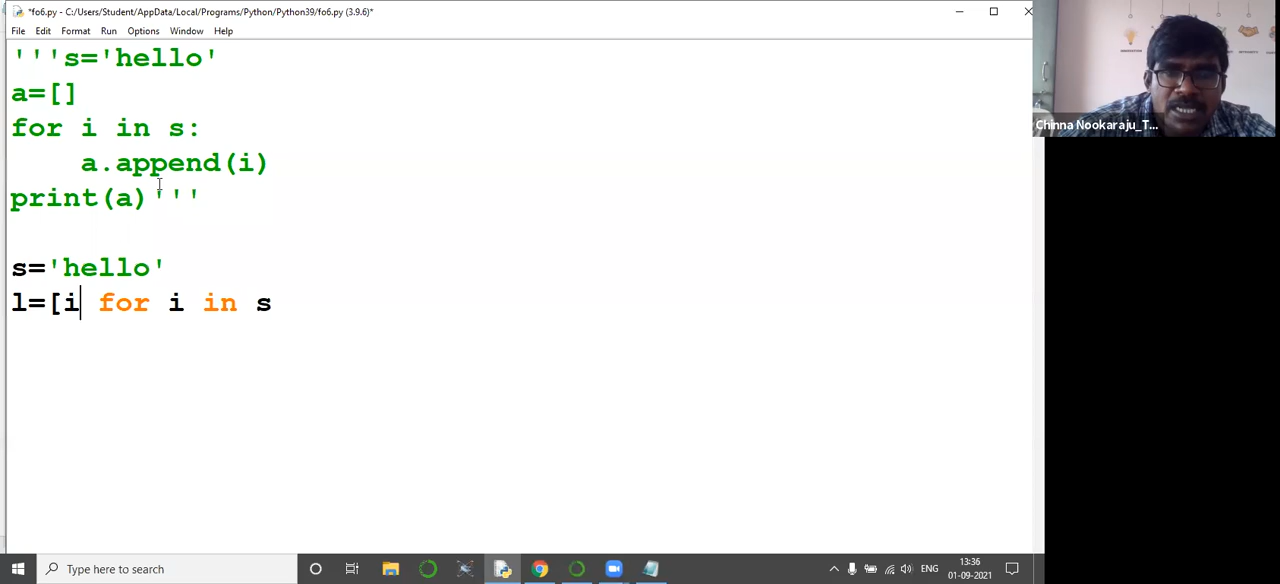 *fo6.py - C:/Users/Student/AppData/Local/Programs/Python/Python39/fo6.py (3.9.6)*
File Edit Format Run Options Window Help
'''s='hello'
a=[]
for i in s:
    a.append(i)
print(a)'''
s='hello'
l=[i for i in s
Chinna Nookaraju_T...
Type here to search
ENG
13:36
01-09-2021